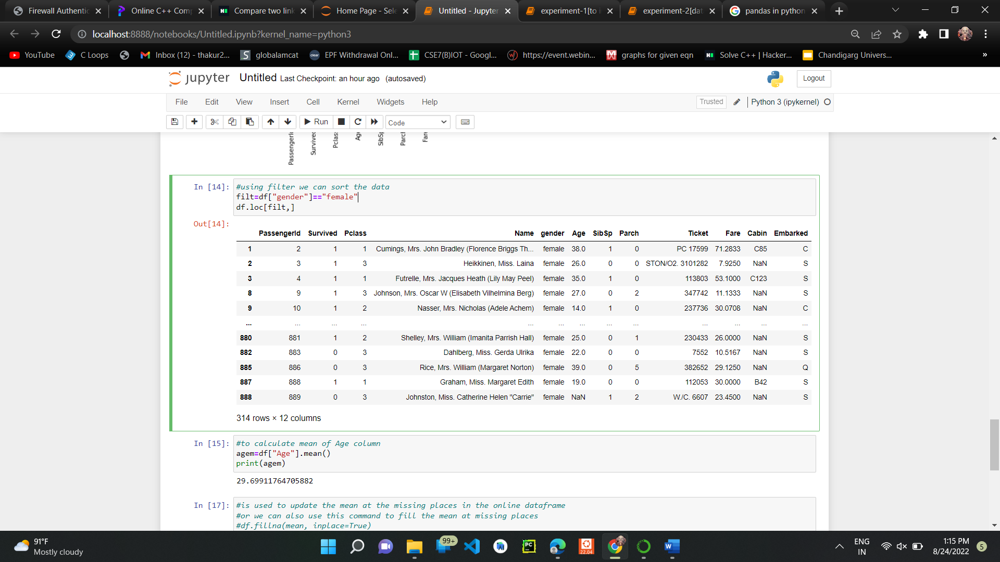 Firewall Authentic
Online C++ Comp
Compare two link
Home Page - Sele
Untitled - Jupyter
experiment-1[to i
experiment-2[dat
pandas in python
localhost:8888/notebooks/Untitled.ipynb?kernel_name=python3
YouTube
C Loops
Inbox (12) - thakur2...
globalamcat
EPF Withdrawal Onl...
CSE7(B)IOT - Googl...
https://event.webin...
graphs for given eqn
Solve C++ | Hacker...
Chandigarg Univers...
»
jupyter Untitled Last Checkpoint: an hour ago (autosaved)
Logout
File Edit View Insert Cell Kernel Widgets Help
Trusted
Python 3 (ipykernel)
Run
Code
PassengerId
Survived
Pclass
Age
SibSp
Parch
Fare
In [14]: #using filter we can sort the data
filt=df["gender"]=="female"
df.loc[filt,]
Out[14]:
PassengerId Survived Pclass Name gender Age SibSp Parch Ticket Fare Cabin Embarked
1 2 1 1 Cumings, Mrs. John Bradley (Florence Briggs Th... female 38.0 1 0 PC 17599 71.2833 C85 C
2 3 1 3 Heikkinen, Miss. Laina female 26.0 0 0 STON/O2. 3101282 7.9250 NaN S
3 4 1 1 Futrelle, Mrs. Jacques Heath (Lily May Peel) female 35.0 1 0 113803 53.1000 C123 S
8 9 1 3 Johnson, Mrs. Oscar W (Elisabeth Vilhelmina Berg) female 27.0 0 2 347742 11.1333 NaN S
9 10 1 2 Nasser, Mrs. Nicholas (Adele Achem) female 14.0 1 0 237736 30.0708 NaN C
... ... ... ... ... ... ... ... ... ... ... ... ...
880 881 1 2 Shelley, Mrs. William (Imanita Parrish Hall) female 25.0 0 1 230433 26.0000 NaN S
882 883 0 3 Dahlberg, Miss. Gerda Ulrika female 22.0 0 0 7552 10.5167 NaN S
885 886 0 3 Rice, Mrs. William (Margaret Norton) female 39.0 0 5 382652 29.1250 NaN Q
887 888 1 1 Graham, Miss. Margaret Edith female 19.0 0 0 112053 30.0000 B42 S
888 889 0 3 Johnston, Miss. Catherine Helen "Carrie" female NaN 1 2 W./C. 6607 23.4500 NaN S
314 rows × 12 columns
In [15]: #to calculate mean of Age column
agem=df["Age"].mean()
print(agem)
29.69911764705882
In [17]: #is used to update the mean at the missing places in the online dataframe
#or we can also use this command to fill the mean at missing places
#df.fillna(mean, inplace=True)
91°F
Mostly cloudy
99+
PC
22.04
W
ENG
IN
1:15 PM
8/24/2022
5